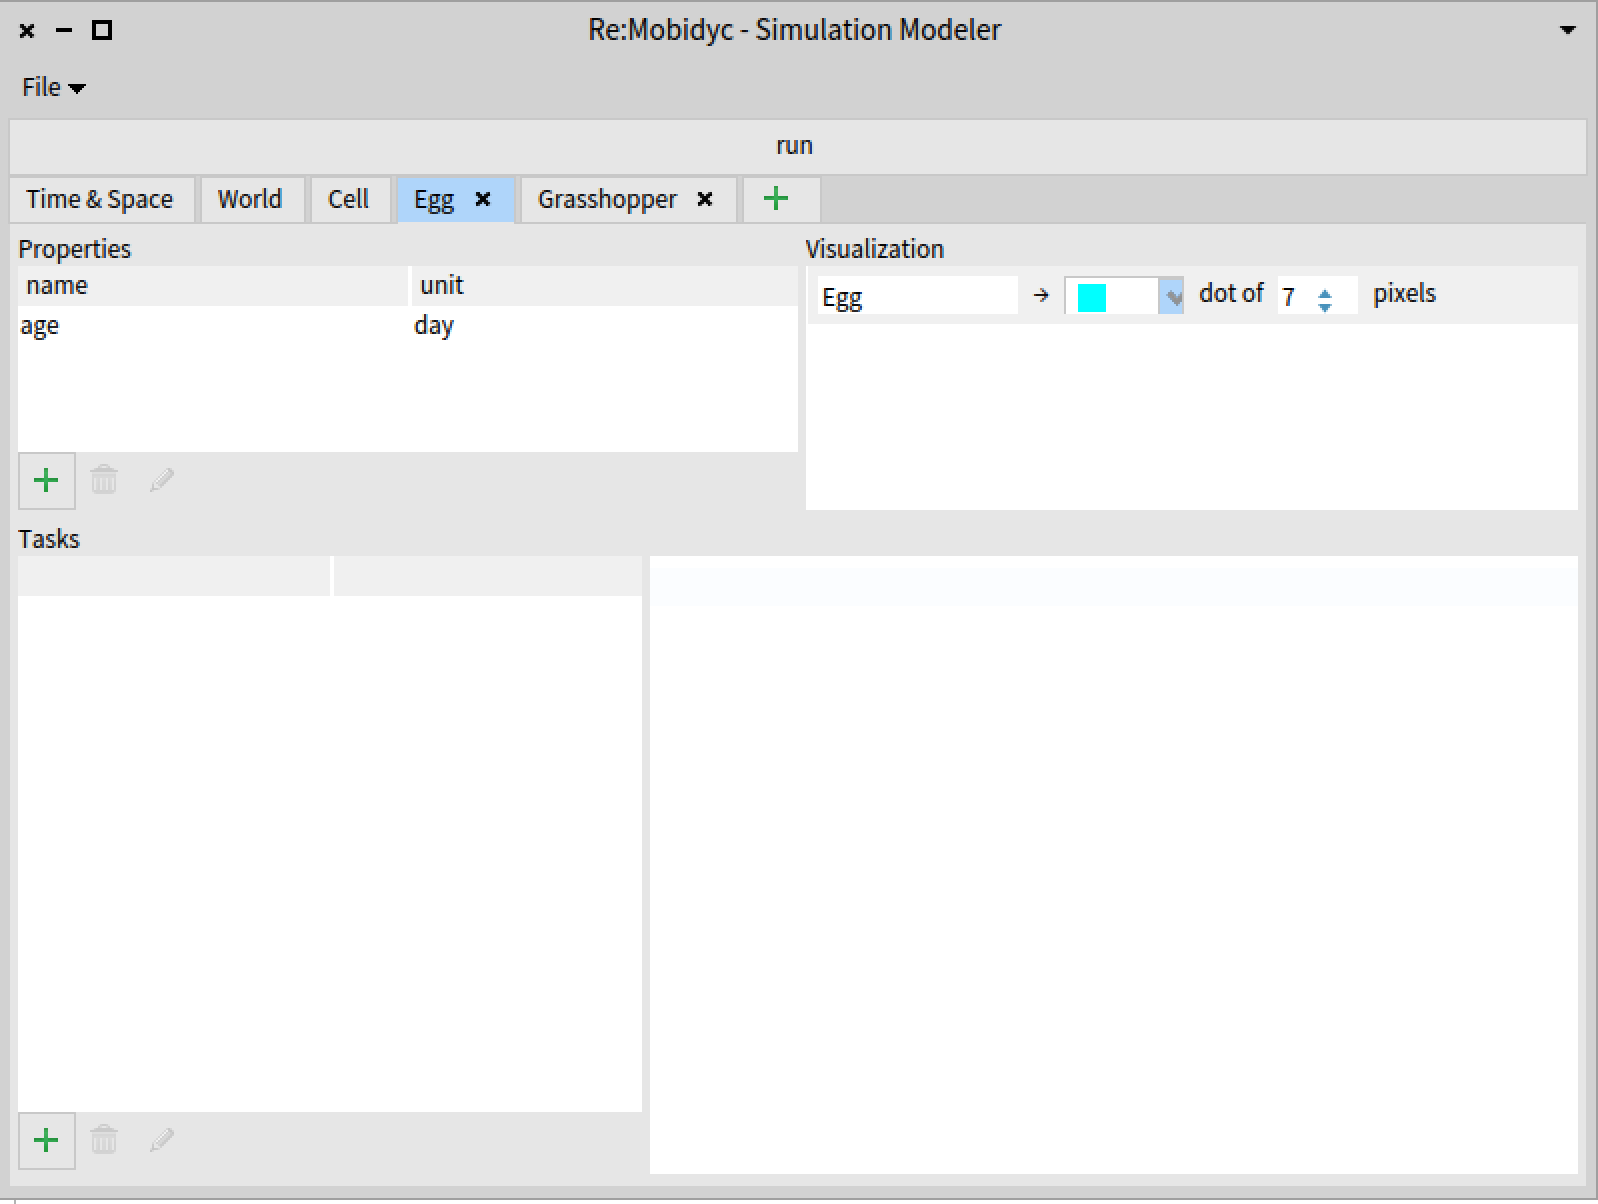 Re:Mobidyc - Simulation Modeler
File
run
Time & Space World Cell Egg Grasshopper
Properties
name unit
age day
Visualization
Egg → dot of 7 pixels
Tasks